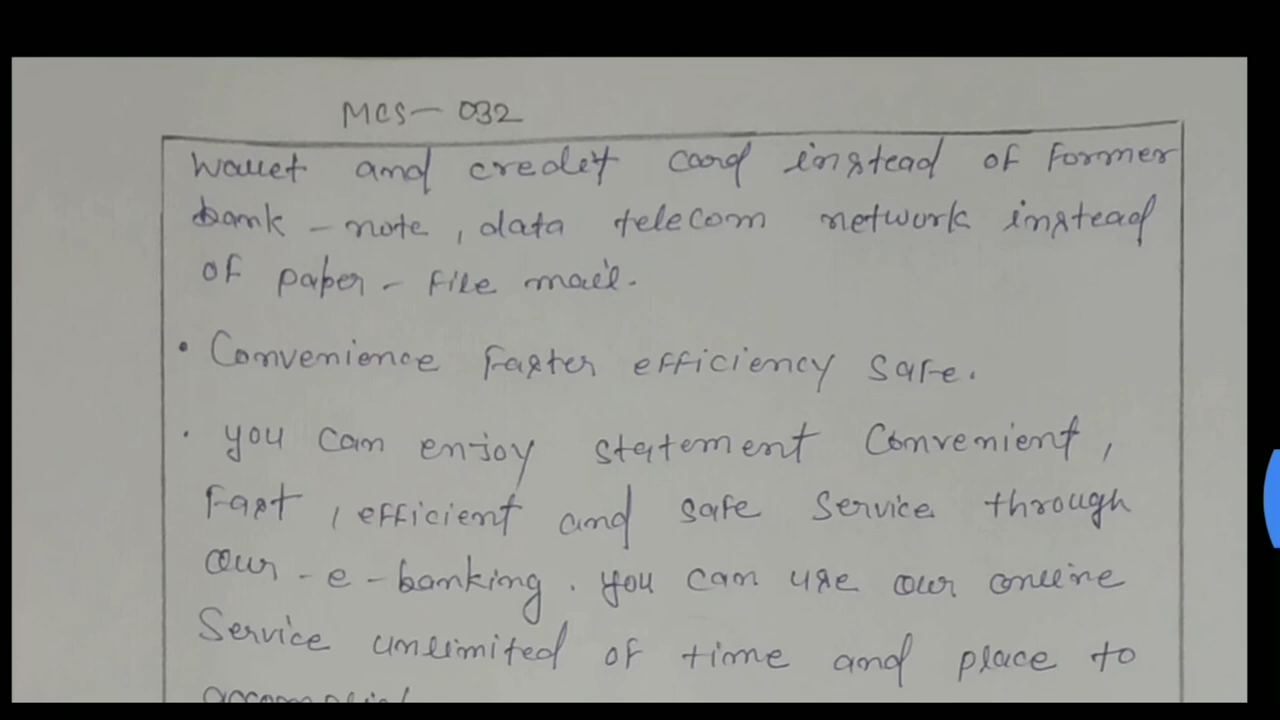 MCS - 032
Wallet and credit card instead of former
bank - note, data telecom network instead
of paper - file mail.
• Convenience faster efficiency safe.
• You can enjoy statement convenient,
fast, efficient and safe service through
our - e - banking. You can use our online
Service unlimited of time and place to